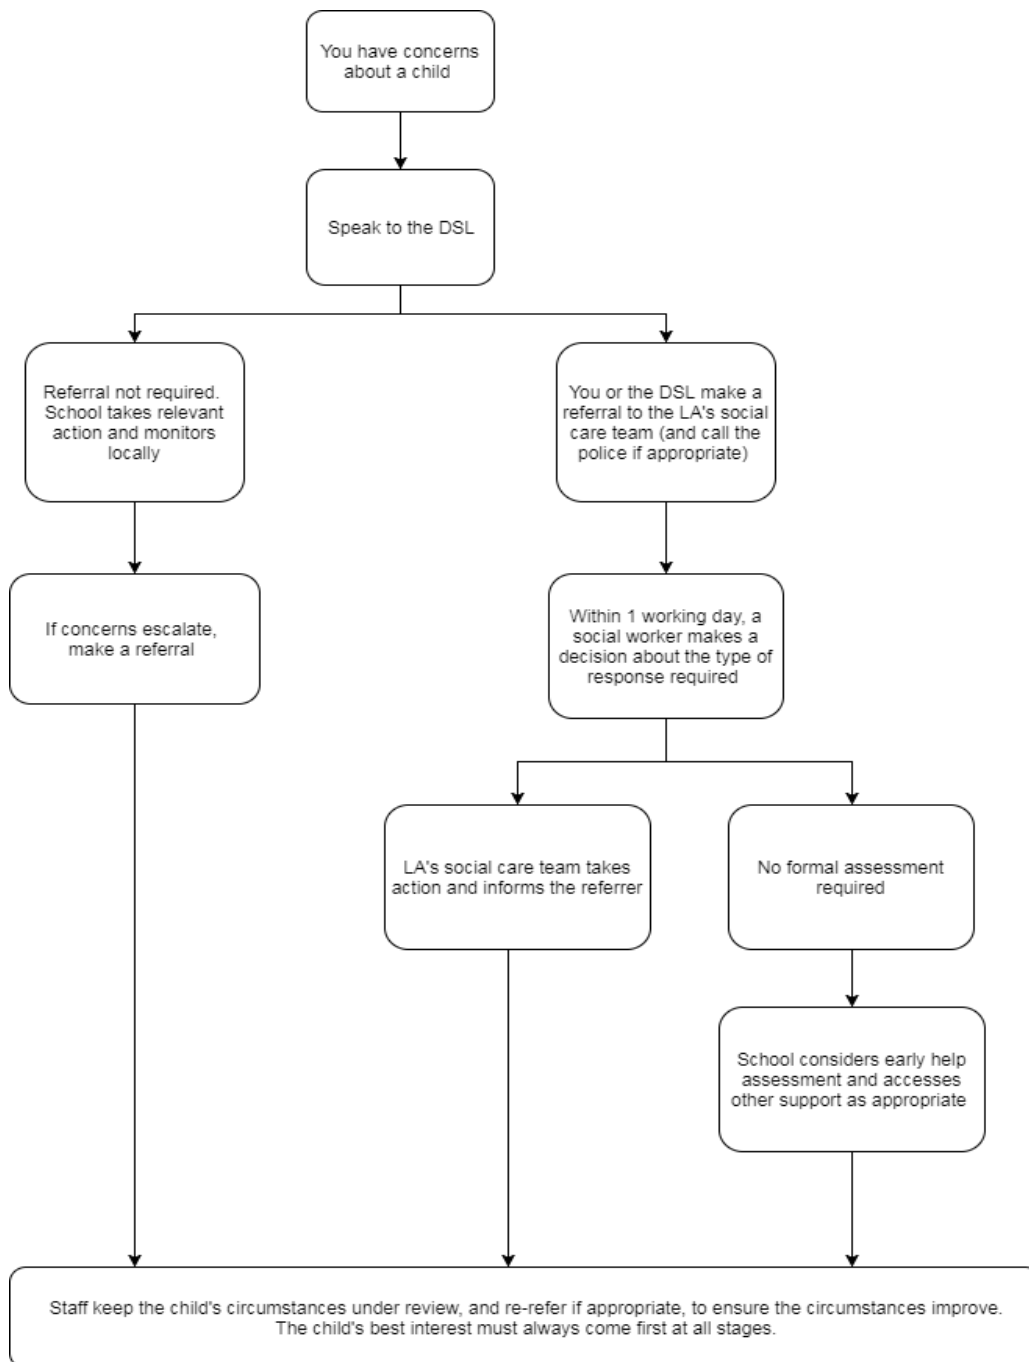 You have concerns
about a child
Speak to the DSL
Referral not required.
School takes relevant
action and monitors
locally
You or the DSL make a
referral to the LA's social
care team (and call the
police if appropriate)
If concerns escalate,
make a referral
Within 1 working day, a
social worker makes a
decision about the type of
response required
LA's social care team takes
action and informs the referrer
No formal assessment
required
School considers early help
assessment and accesses
other support as appropriate
Staff keep the child's circumstances under review, and re-refer if appropriate, to ensure the circumstances improve.
The child's best interest must always come first at all stages.